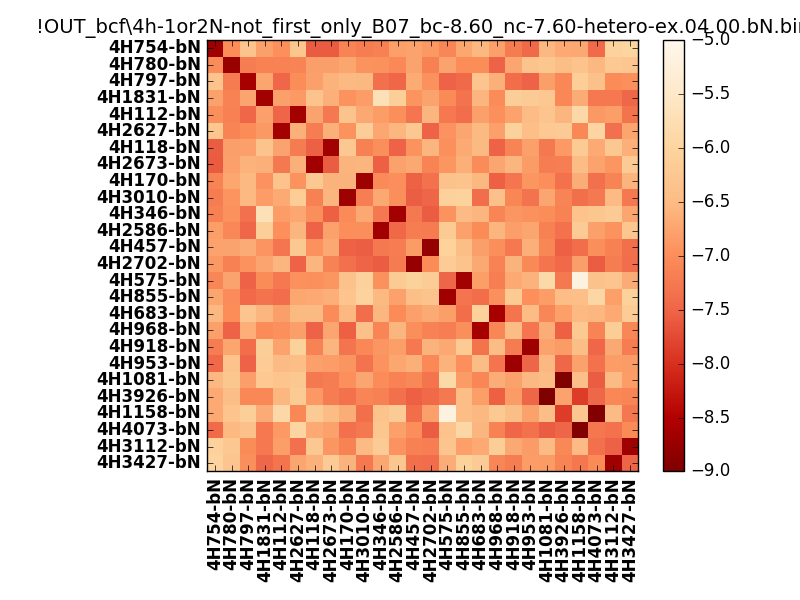 !OUT_bcf\4h-1or2N-not_first_only_B07_bc-8.60_nc-7.60-hetero-ex.04.00.bN.bin
4H754-bN
4H780-bN
4H797-bN
4H1831-bN
4H112-bN
4H2627-bN
4H118-bN
4H2673-bN
4H170-bN
4H3010-bN
4H346-bN
4H2586-bN
4H457-bN
4H2702-bN
4H575-bN
4H855-bN
4H683-bN
4H968-bN
4H918-bN
4H953-bN
4H1081-bN
4H3926-bN
4H1158-bN
4H4073-bN
4H3112-bN
4H3427-bN
4H754-bN
4H780-bN
4H797-bN
4H1831-bN
4H112-bN
4H2627-bN
4H118-bN
4H2673-bN
4H170-bN
4H3010-bN
4H346-bN
4H2586-bN
4H457-bN
4H2702-bN
4H575-bN
4H855-bN
4H683-bN
4H968-bN
4H918-bN
4H953-bN
4H1081-bN
4H3926-bN
4H1158-bN
4H4073-bN
4H3112-bN
4H3427-bN
−5.0
−5.5
−6.0
−6.5
−7.0
−7.5
−8.0
−8.5
−9.0